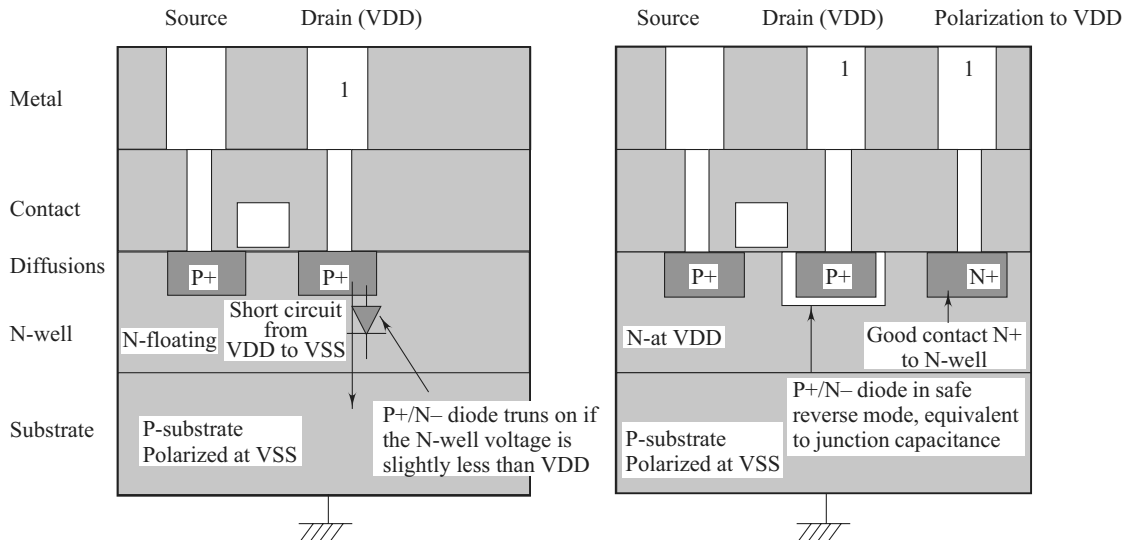 Source
Drain (VDD)
Source
Drain (VDD)
Polarization to VDD
Metal
1
1
1
Contact
Diffusions
P+
P+
P+
P+
N+
N-well
N-floating
Short circuit
from
VDD to VSS
N-at VDD
Good contact N+
to N-well
Substrate
P-substrate
Polarized at VSS
P+/N– diode truns on if
the N-well voltage is
slightly less than VDD
P+/N– diode in safe
reverse mode, equivalent
to junction capacitance
P-substrate
Polarized at VSS